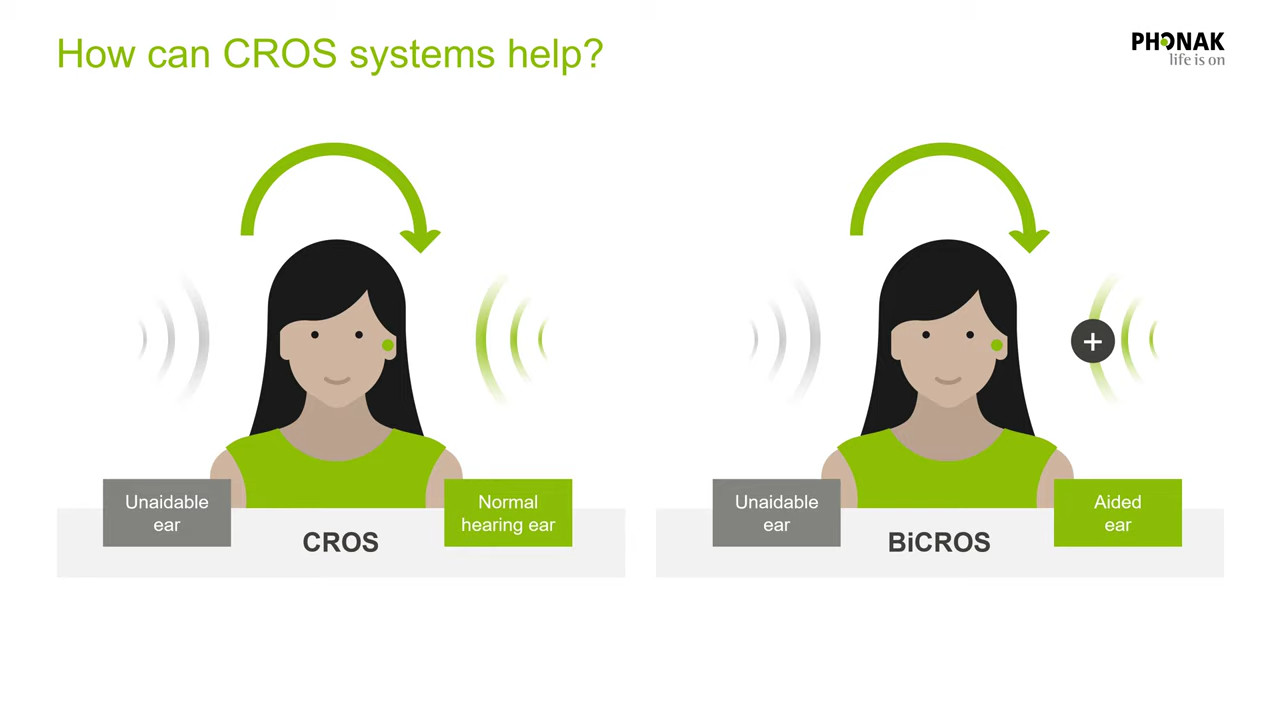 How can CROS systems help?
PHONAK
life is on
Unaidable
ear
CROS
Normal
hearing ear
Unaidable
ear
BiCROS
+
Aided
ear